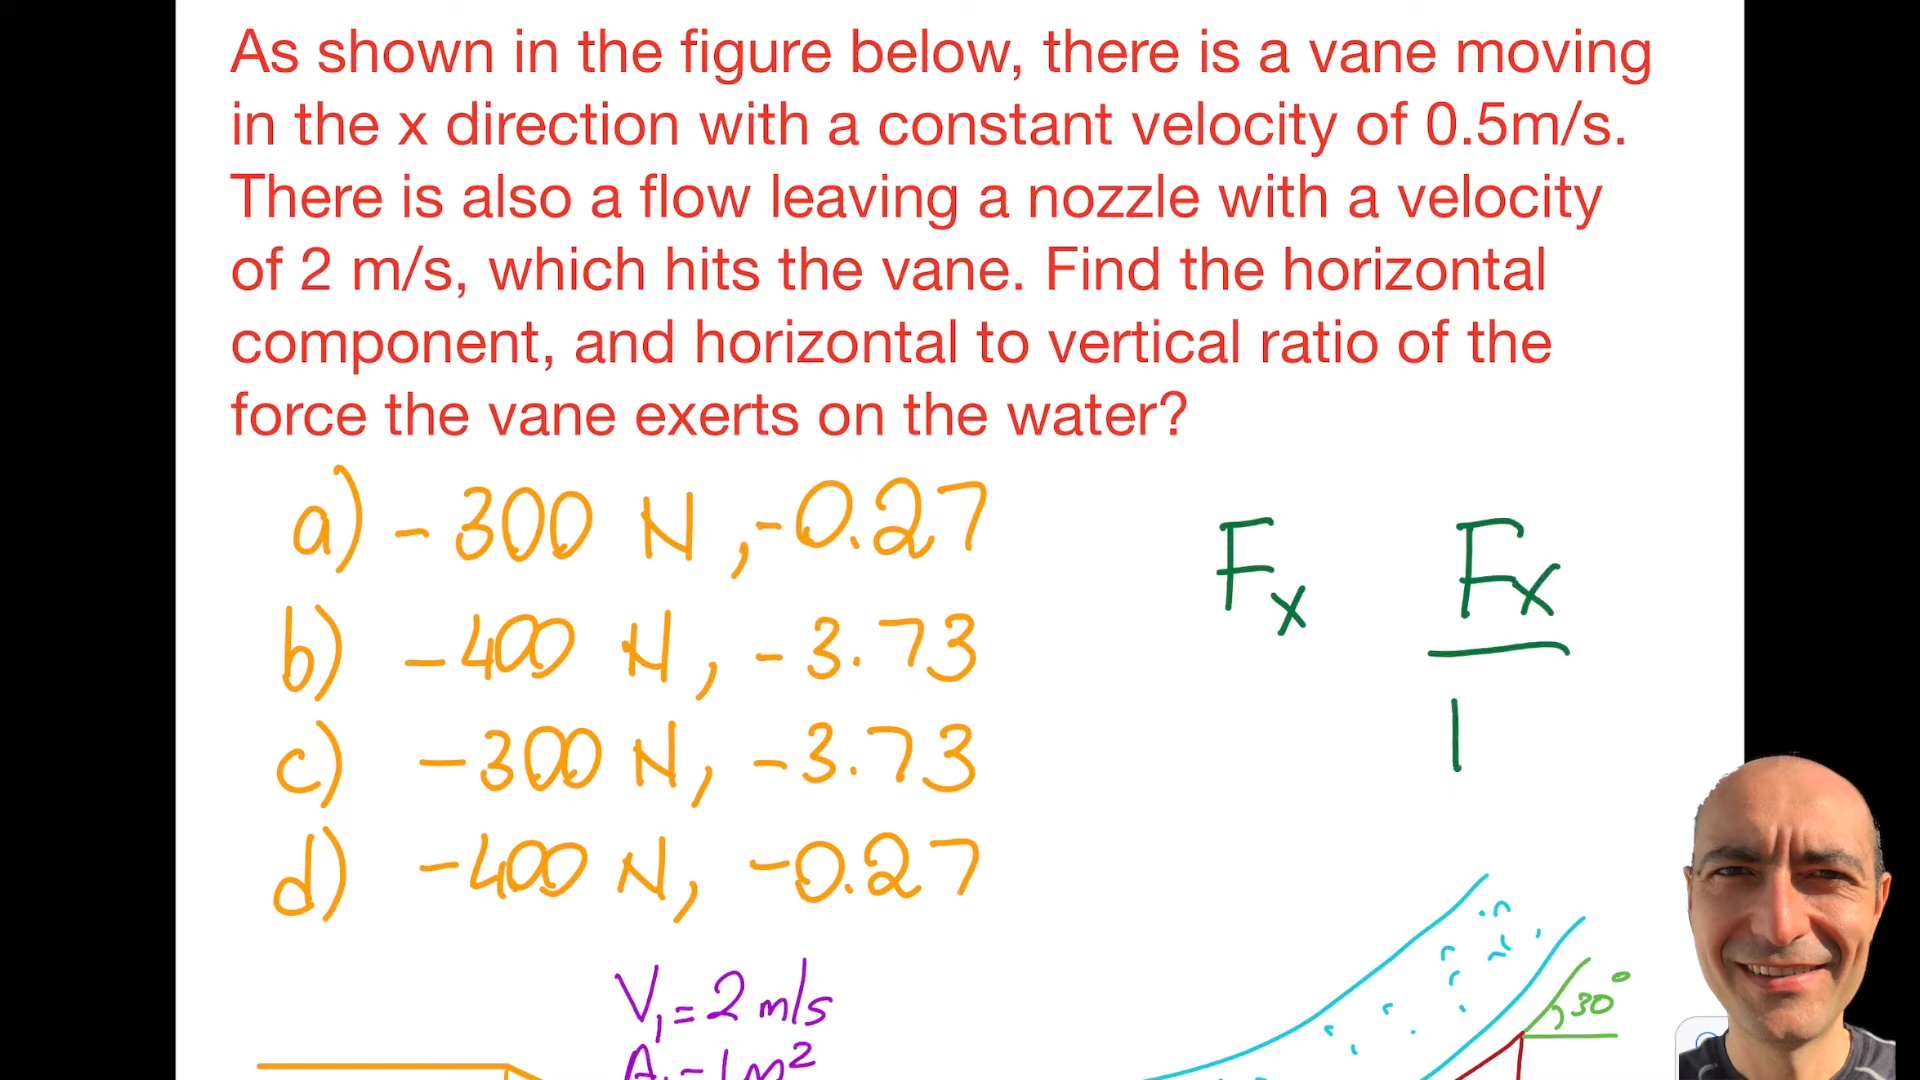 As shown in the figure below, there is a vane moving
in the x direction with a constant velocity of 0.5m/s.
There is also a flow leaving a nozzle with a velocity
of 2 m/s, which hits the vane. Find the horizontal
component, and horizontal to vertical ratio of the
force the vane exerts on the water?
a) -300 N, -0.27
b) -400 N, -3.73
c) -300 N, -3.73
d) -400 N, -0.27
Fx
Fx
V1 = 2 m/s
A1 = 1m²
30°